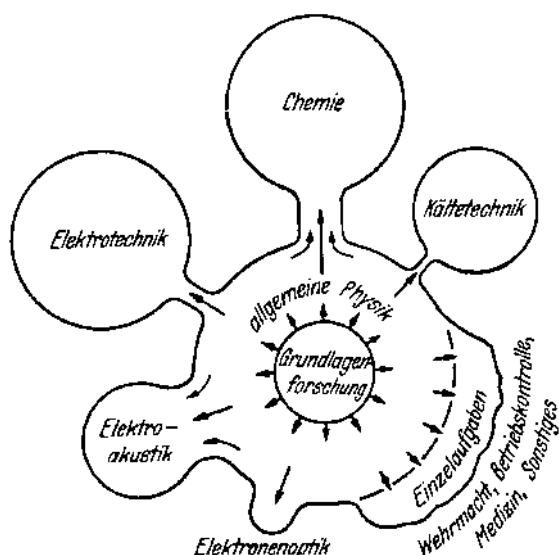 Chemie
Kältetechnik
Elektrotechnik
allgemeine Physik
Grundlagen-
forschung
Elektro-
akustik
Einzelaufgaben
Wehrmacht, Betriebskontrolle,
Medizin, Sonstiges
Elektronenoptik